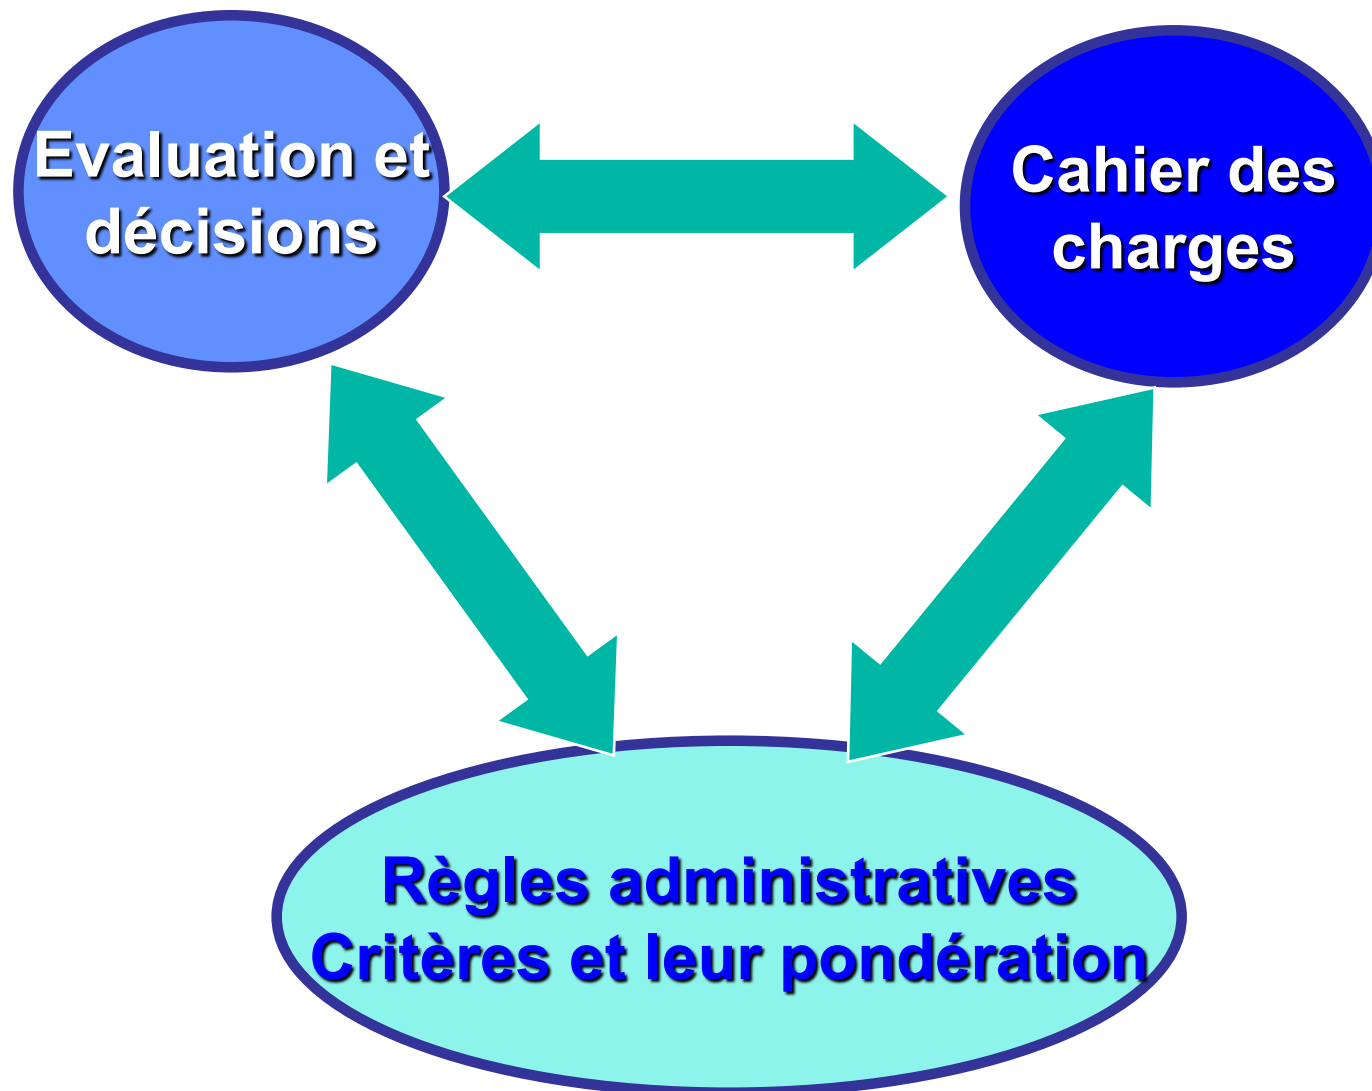 Evaluation et
décisions
Cahier des
charges
Règles administratives
Critères et leur pondération